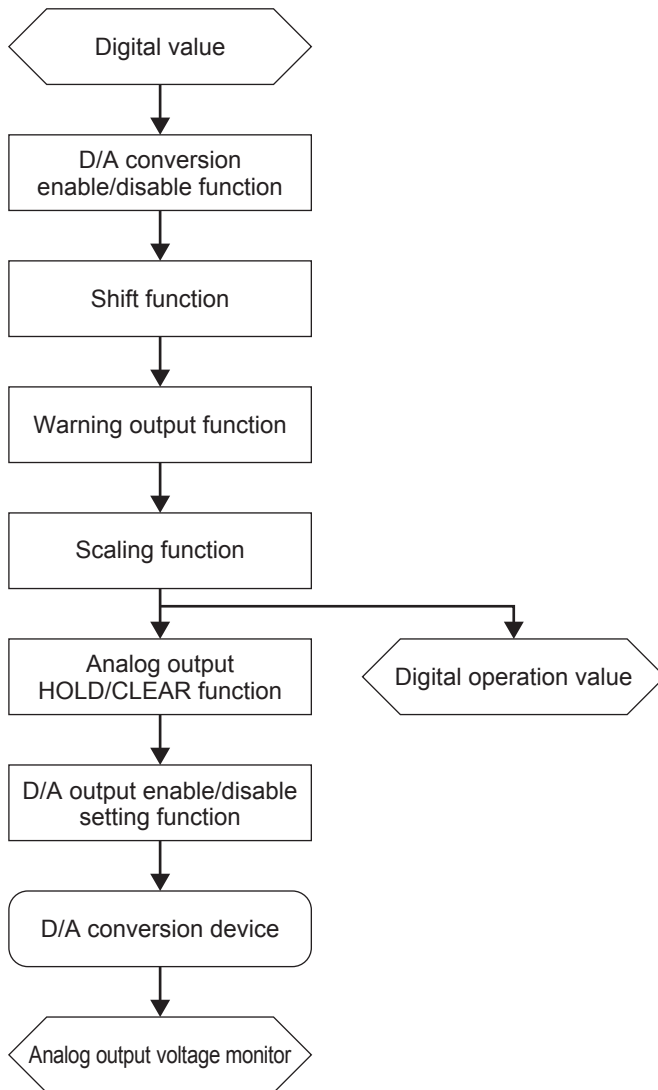 Digital value
D/A conversion
enable/disable function
Shift function
Warning output function
Scaling function
Analog output
HOLD/CLEAR function
Digital operation value
D/A output enable/disable
setting function
D/A conversion device
Analog output voltage monitor